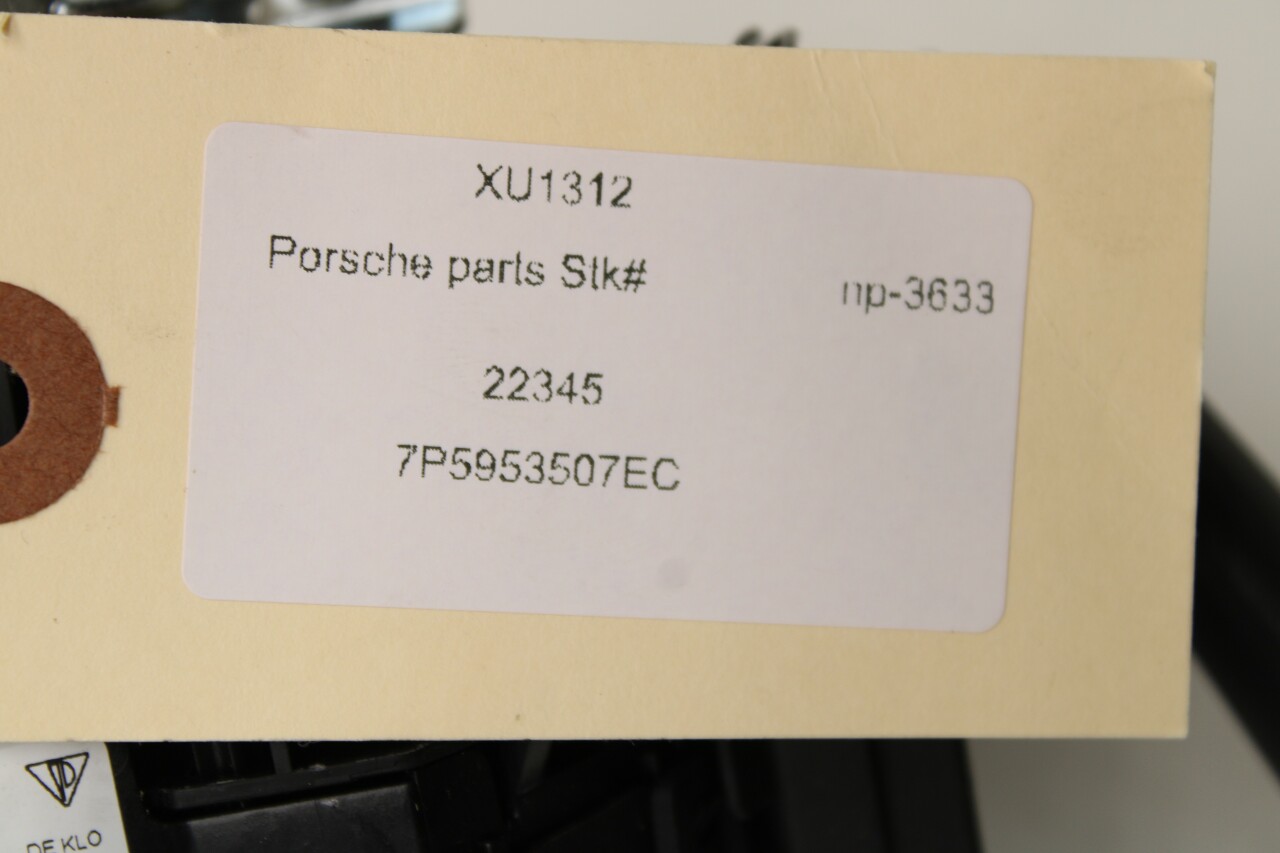 XU1312
Porsche parts Stk# np-3633
22345
7P5953507EC
DE KLO